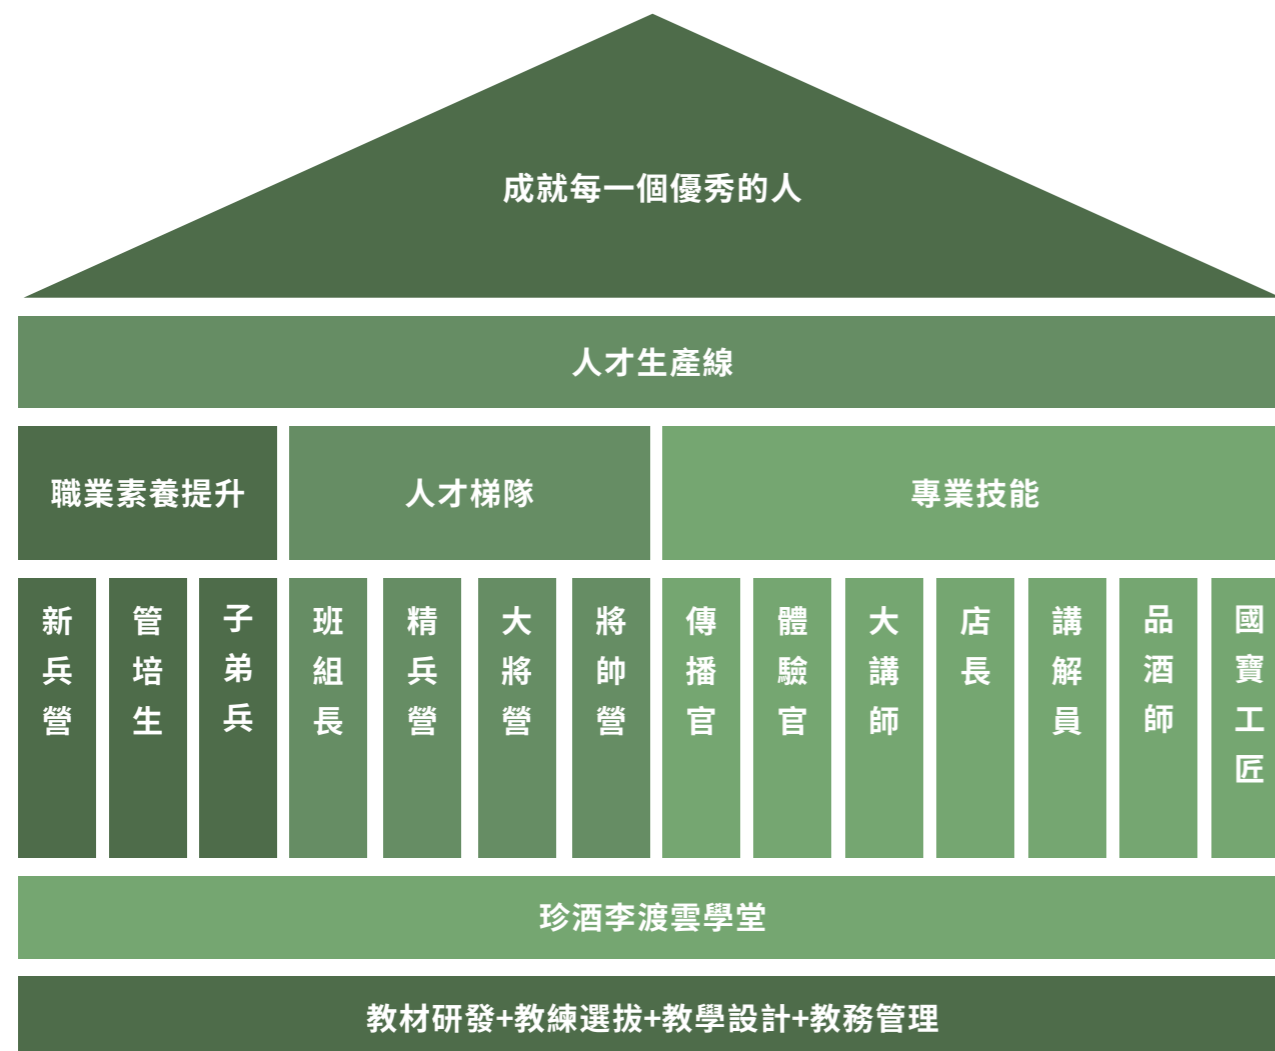 成就每一個優秀的人
人才生產線
職業素養提升
人才梯隊
專業技能
新兵營
管培生
子弟兵
班組長
精兵營
大將營
將帥營
傳播官
體驗官
大講師
店長
講解員
品酒師
國寶工匠
珍酒李渡雲學堂
教材研發+教練選拔+教學設計+教務管理